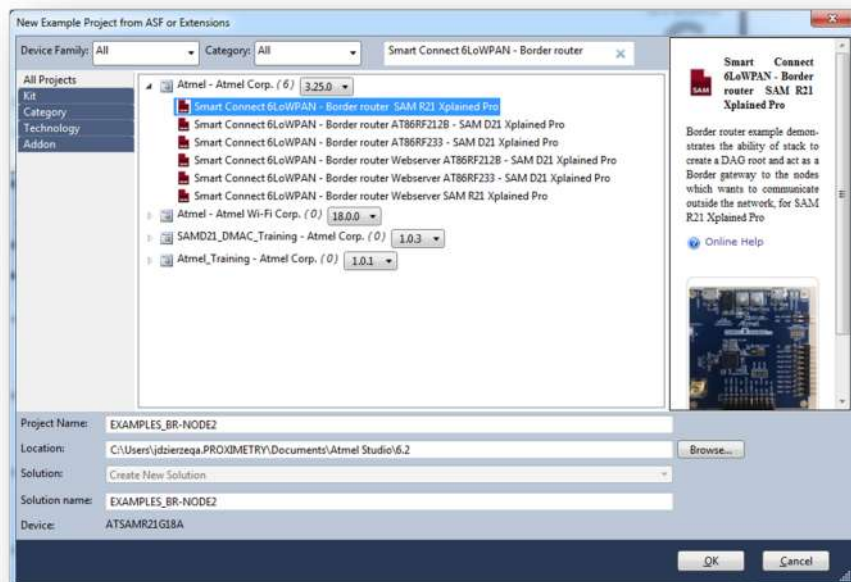 New Example Project from ASF or Extensions
Device Family: All Category: All Smart Connect 6LoWPAN - Border router
All Projects
Kit
Category
Technology
Addon
Atmel - Atmel Corp. (6) 3.25.0
Smart Connect 6LoWPAN - Border router SAM R21 Xplained Pro
Smart Connect 6LoWPAN - Border router AT86RF212B - SAM D21 Xplained Pro
Smart Connect 6LoWPAN - Border router AT86RF233 - SAM D21 Xplained Pro
Smart Connect 6LoWPAN - Border router Webserver AT86RF212B - SAM D21 Xplained Pro
Smart Connect 6LoWPAN - Border router Webserver AT86RF233 - SAM D21 Xplained Pro
Smart Connect 6LoWPAN - Border router Webserver SAM R21 Xplained Pro
Atmel - Atmel Wi-Fi Corp. (0) 18.0.0
SAMD21_DMAC_Training - Atmel Corp. (0) 1.0.3
Atmel_Training - Atmel Corp. (0) 1.0.1
SAM
Smart Connect
6LoWPAN - Border
router SAM R21
Xplained Pro
Border router example demon-
strates the ability of stack to
create a DAG root and act as a
Border gateway to the nodes
which wants to communicate
outside the network, for SAM
R21 Xplained Pro
Online Help
Project Name: EXAMPLES_BR-NODE2
Location: C:\Users\jdzierzega.PROXIMETRY\Documents\Atmel Studio\6.2 Browse...
Solution: Create New Solution
Solution name: EXAMPLES_BR-NODE2
Device: ATSAMR21G18A
OK Cancel